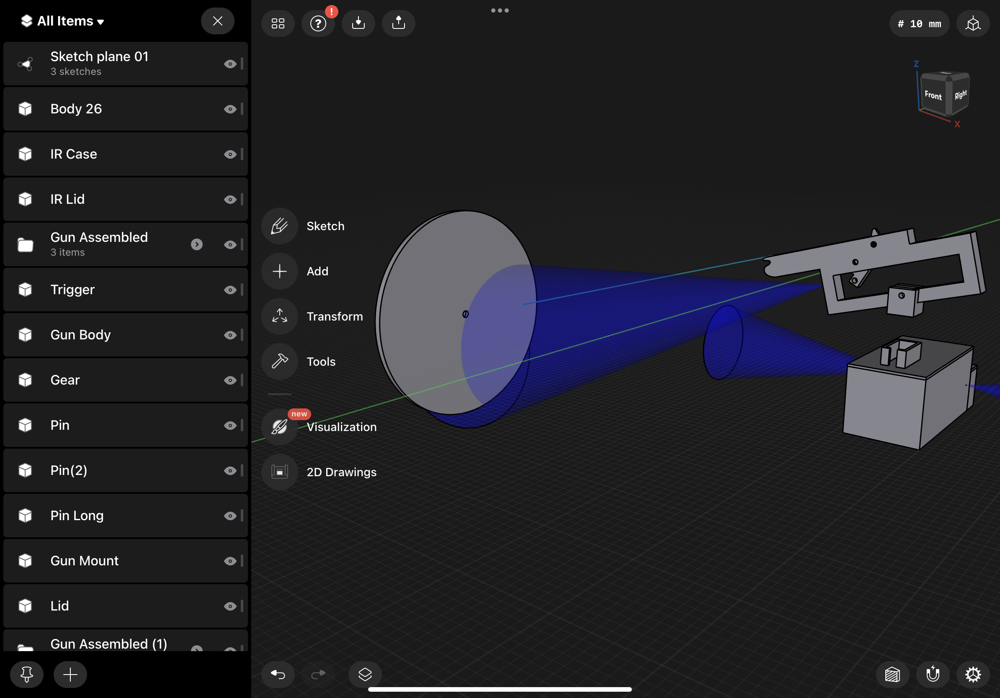 All Items
Sketch plane 01
3 sketches
Body 26
IR Case
IR Lid
Gun Assembled
3 items
Trigger
Gun Body
Gear
Pin
Pin(2)
Pin Long
Gun Mount
Lid
Gun Assembled (1)
?
!
# 10 mm
Z
Front
Right
X
Sketch
Add
Transform
Tools
new
Visualization
2D Drawings